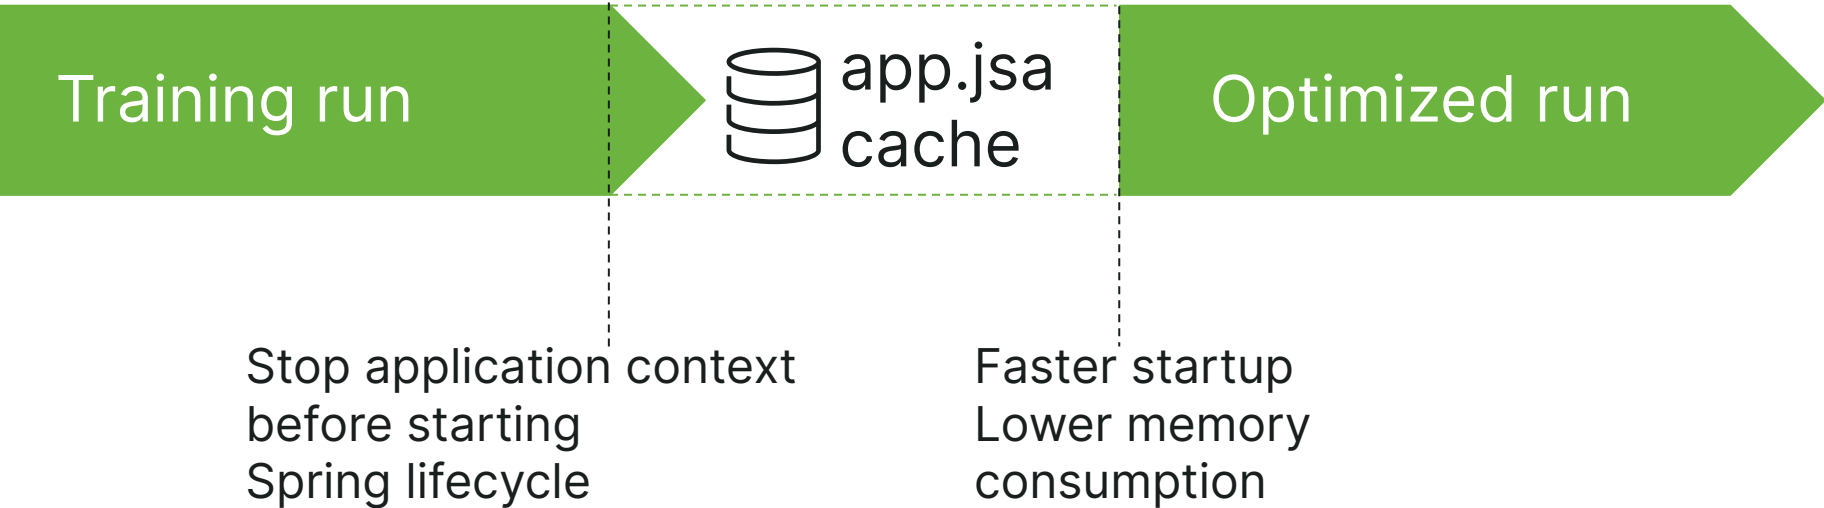 Training run
app.jsa
cache
Optimized run
Stop application context
before starting
Spring lifecycle
Faster startup
Lower memory
consumption